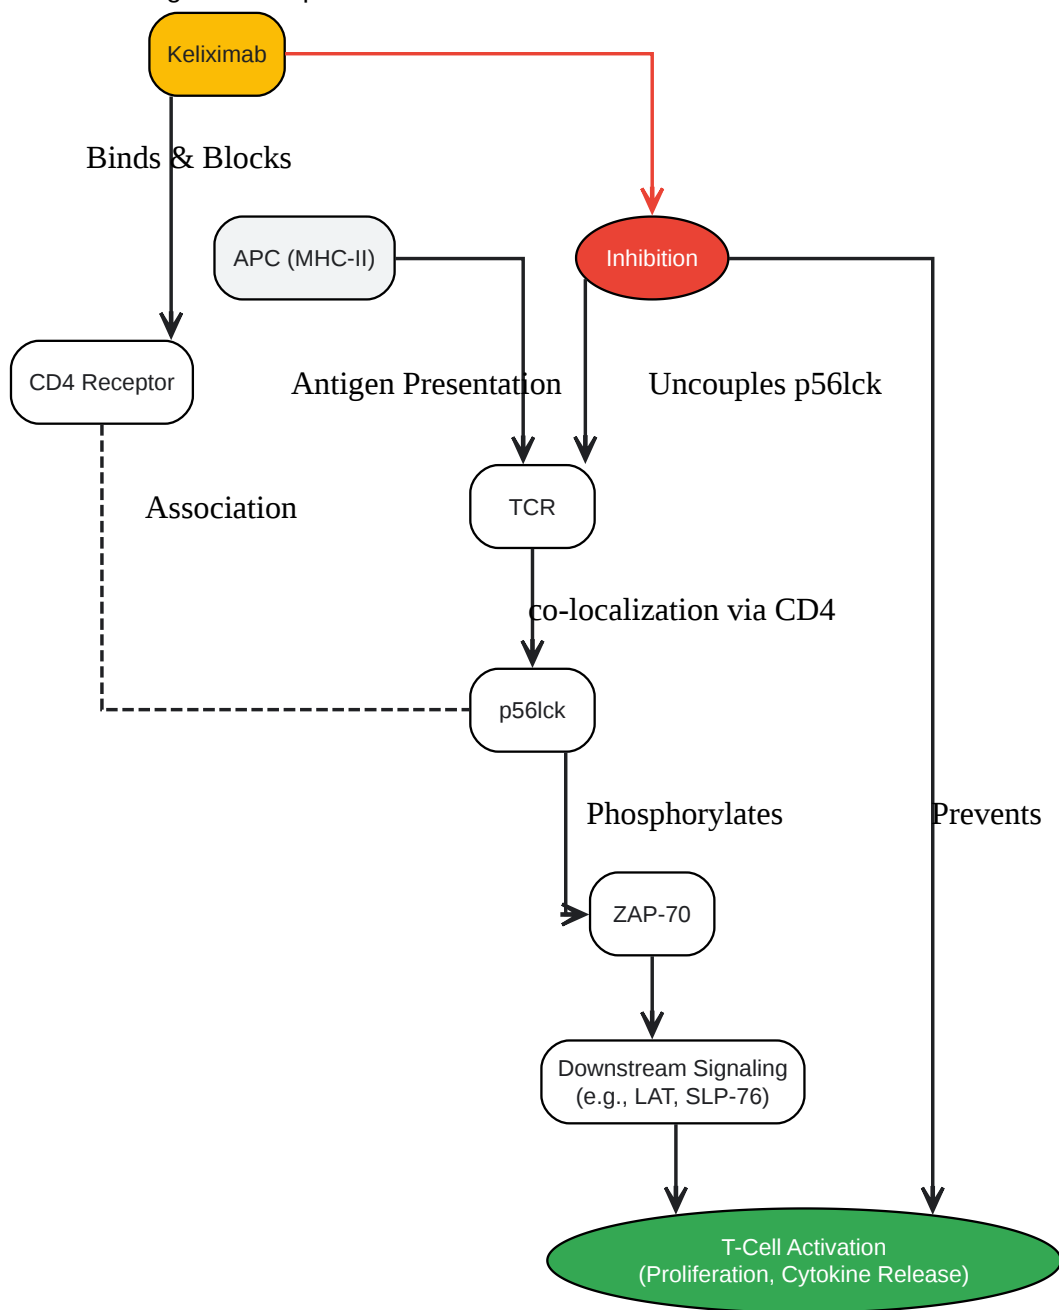 Keliximab
Binds & Blocks
APC (MHC-II)
Inhibition
CD4 Receptor
Antigen Presentation
Uncouples p56lck
Association
TCR
co-localization via CD4
p56lck
Phosphorylates
Prevents
ZAP-70
Downstream Signaling
(e.g., LAT, SLP-76)
T-Cell Activation
(Proliferation, Cytokine Release)